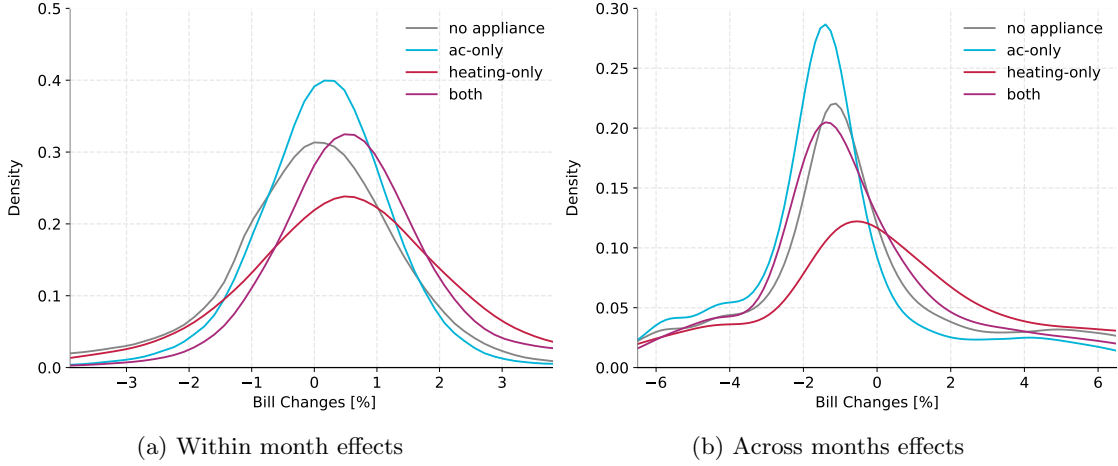 0.5
0.4
0.3
0.2
0.1
0.0
Density
−3 −2 −1 0 1 2 3
Bill Changes [%]
no appliance
ac-only
heating-only
both
(a) Within month effects
0.30
0.25
0.20
0.15
0.10
0.05
0.00
Density
−6 −4 −2 0 2 4 6
Bill Changes [%]
no appliance
ac-only
heating-only
both
(b) Across months effects